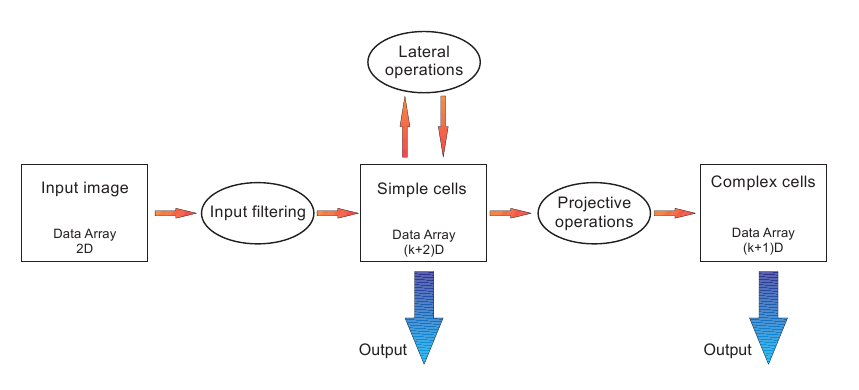 Lateral
operations
Input image
Data Array
2D
Input filtering
Simple cells
Data Array
(k+2)D
Projective
operations
Complex cells
Data Array
(k+1)D
Output
Output